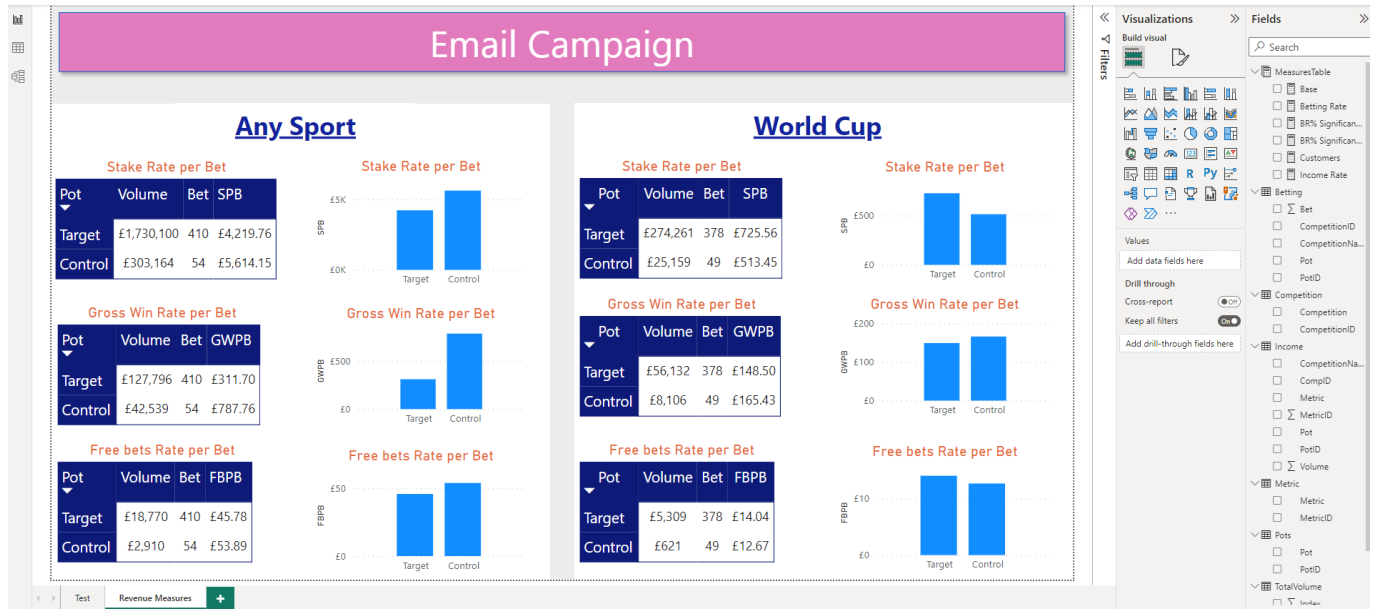 Email Campaign
Any Sport
Stake Rate per Bet
Pot Volume Bet SPB
Target £1,730,100 410 £4,219.76
Control £303,164 54 £5,614.15
Stake Rate per Bet
SPB
£5K
£0K
Target Control
Gross Win Rate per Bet
Pot Volume Bet GWPB
Target £127,796 410 £311.70
Control £42,539 54 £787.76
Gross Win Rate per Bet
GWPB
£500
£0
Target Control
Free bets Rate per Bet
Pot Volume Bet FBPB
Target £18,770 410 £45.78
Control £2,910 54 £53.89
Free bets Rate per Bet
FBPB
£50
£0
Target Control
World Cup
Stake Rate per Bet
Pot Volume Bet SPB
Target £274,261 378 £725.56
Control £25,159 49 £513.45
Stake Rate per Bet
SPB
£500
£0
Target Control
Gross Win Rate per Bet
Pot Volume Bet GWPB
Target £56,132 378 £148.50
Control £8,106 49 £165.43
Gross Win Rate per Bet
GWPB
£200
£100
£0
Target Control
Free bets Rate per Bet
Pot Volume Bet FBPB
Target £5,309 378 £14.04
Control £621 49 £12.67
Free bets Rate per Bet
FBPB
£10
£0
Target Control
Test
Revenue Measures
+
Filters
Visualizations
Build visual
123
R Py
...
Values
Add data fields here
Drill through
Cross-report
Off
Keep all filters
On
Add drill-through fields here
Fields
Search
MeasuresTable
Base
Betting Rate
BR% Significan...
BR% Significan...
Customers
Income Rate
Betting
∑ Bet
CompetitionID
CompetitionNa...
Pot
PotID
Competition
Competition
CompetitionID
Income
CompetitionNa...
CompID
Metric
∑ MetricID
Pot
PotID
∑ Volume
Metric
Metric
MetricID
Pots
Pot
PotID
TotalVolume
∑ Index